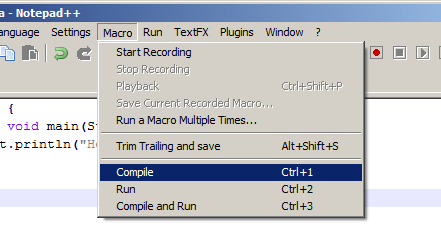 a - Notepad++
anguage Settings Macro Run TextFX Plugins Window ?
Start Recording
Stop Recording
Playback Ctrl+Shift+P
Save Current Recorded Macro...
Run a Macro Multiple Times...
Trim Trailing and save Alt+Shift+S
Compile Ctrl+1
Run Ctrl+2
Compile and Run Ctrl+3
{
void main(St
t.println("He